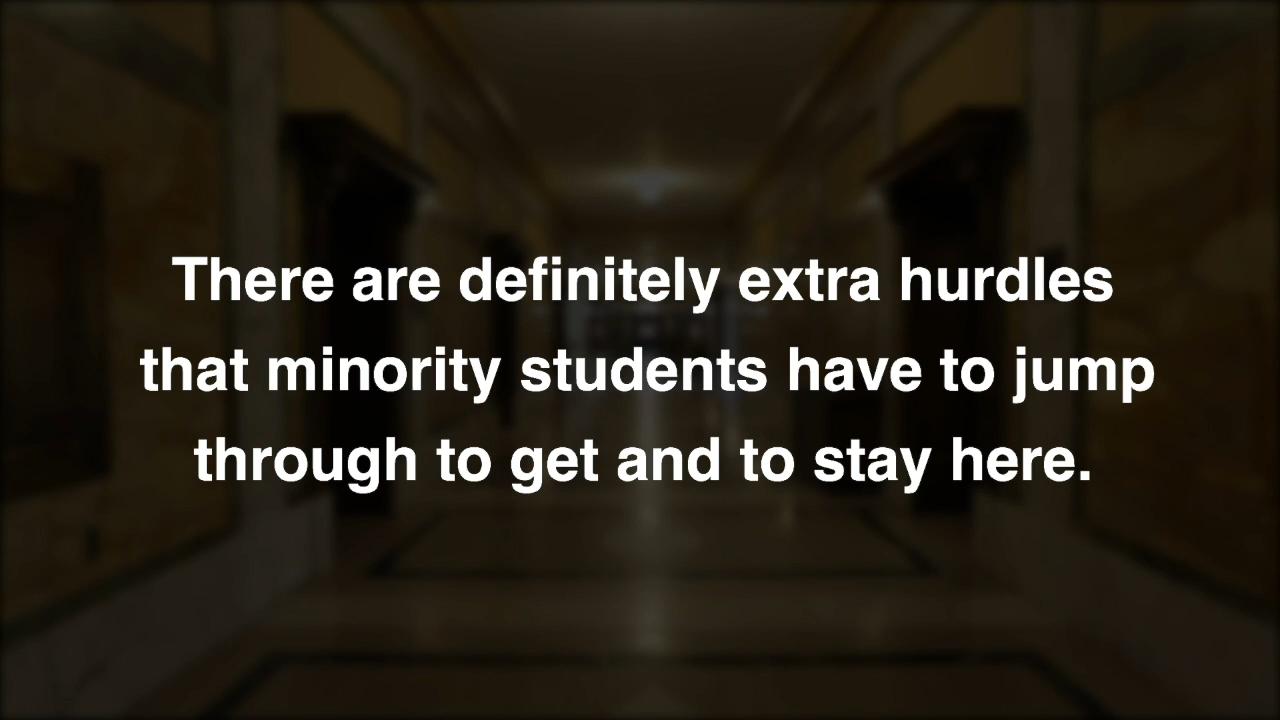 There are definitely extra hurdles
that minority students have to jump
through to get and to stay here.